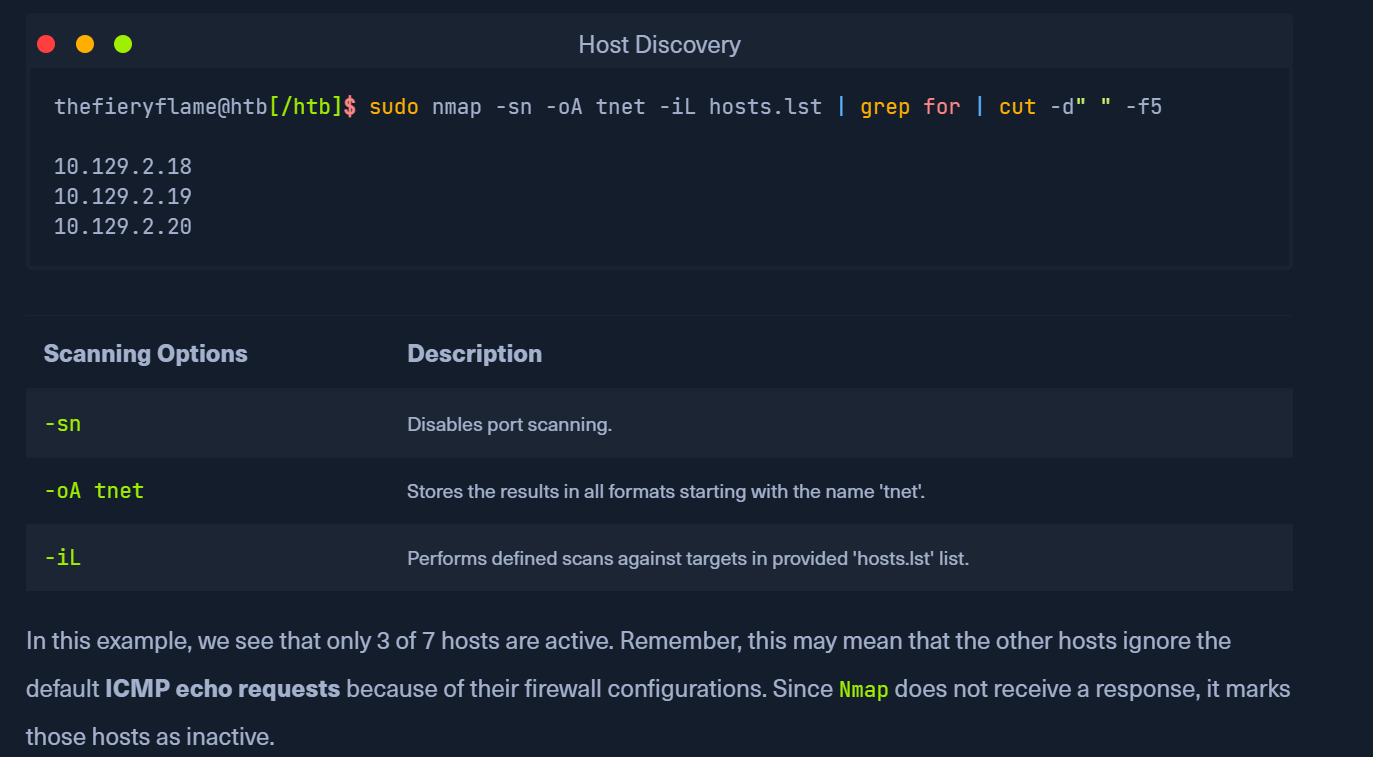 Host Discovery
thefieryflame@htb[/htb]$ sudo nmap -sn -oA tnet -iL hosts.lst | grep for | cut -d" " -f5
10.129.2.18
10.129.2.19
10.129.2.20
Scanning Options Description
-sn Disables port scanning.
-oA tnet Stores the results in all formats starting with the name 'tnet'.
-iL Performs defined scans against targets in provided 'hosts.lst' list.
In this example, we see that only 3 of 7 hosts are active. Remember, this may mean that the other hosts ignore the
default ICMP echo requests because of their firewall configurations. Since Nmap does not receive a response, it marks
those hosts as inactive.